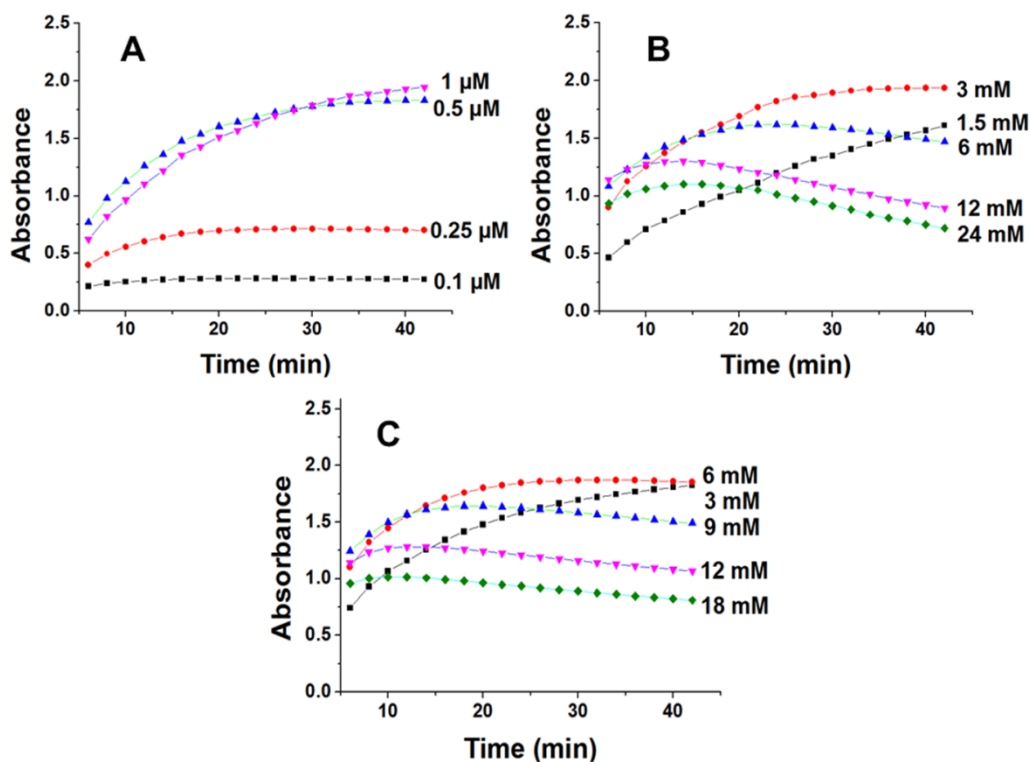 A
Absorbance
2.5
2.0
1.5
1.0
0.5
0.0
1 µM
0.5 µM
0.25 µM
0.1 µM
10
20
30
40
Time (min)
B
Absorbance
2.5
2.0
1.5
1.0
0.5
0.0
3 mM
1.5 mM
6 mM
12 mM
24 mM
10
20
30
40
Time (min)
C
Absorbance
2.5
2.0
1.5
1.0
0.5
0.0
6 mM
3 mM
9 mM
12 mM
18 mM
10
20
30
40
Time (min)